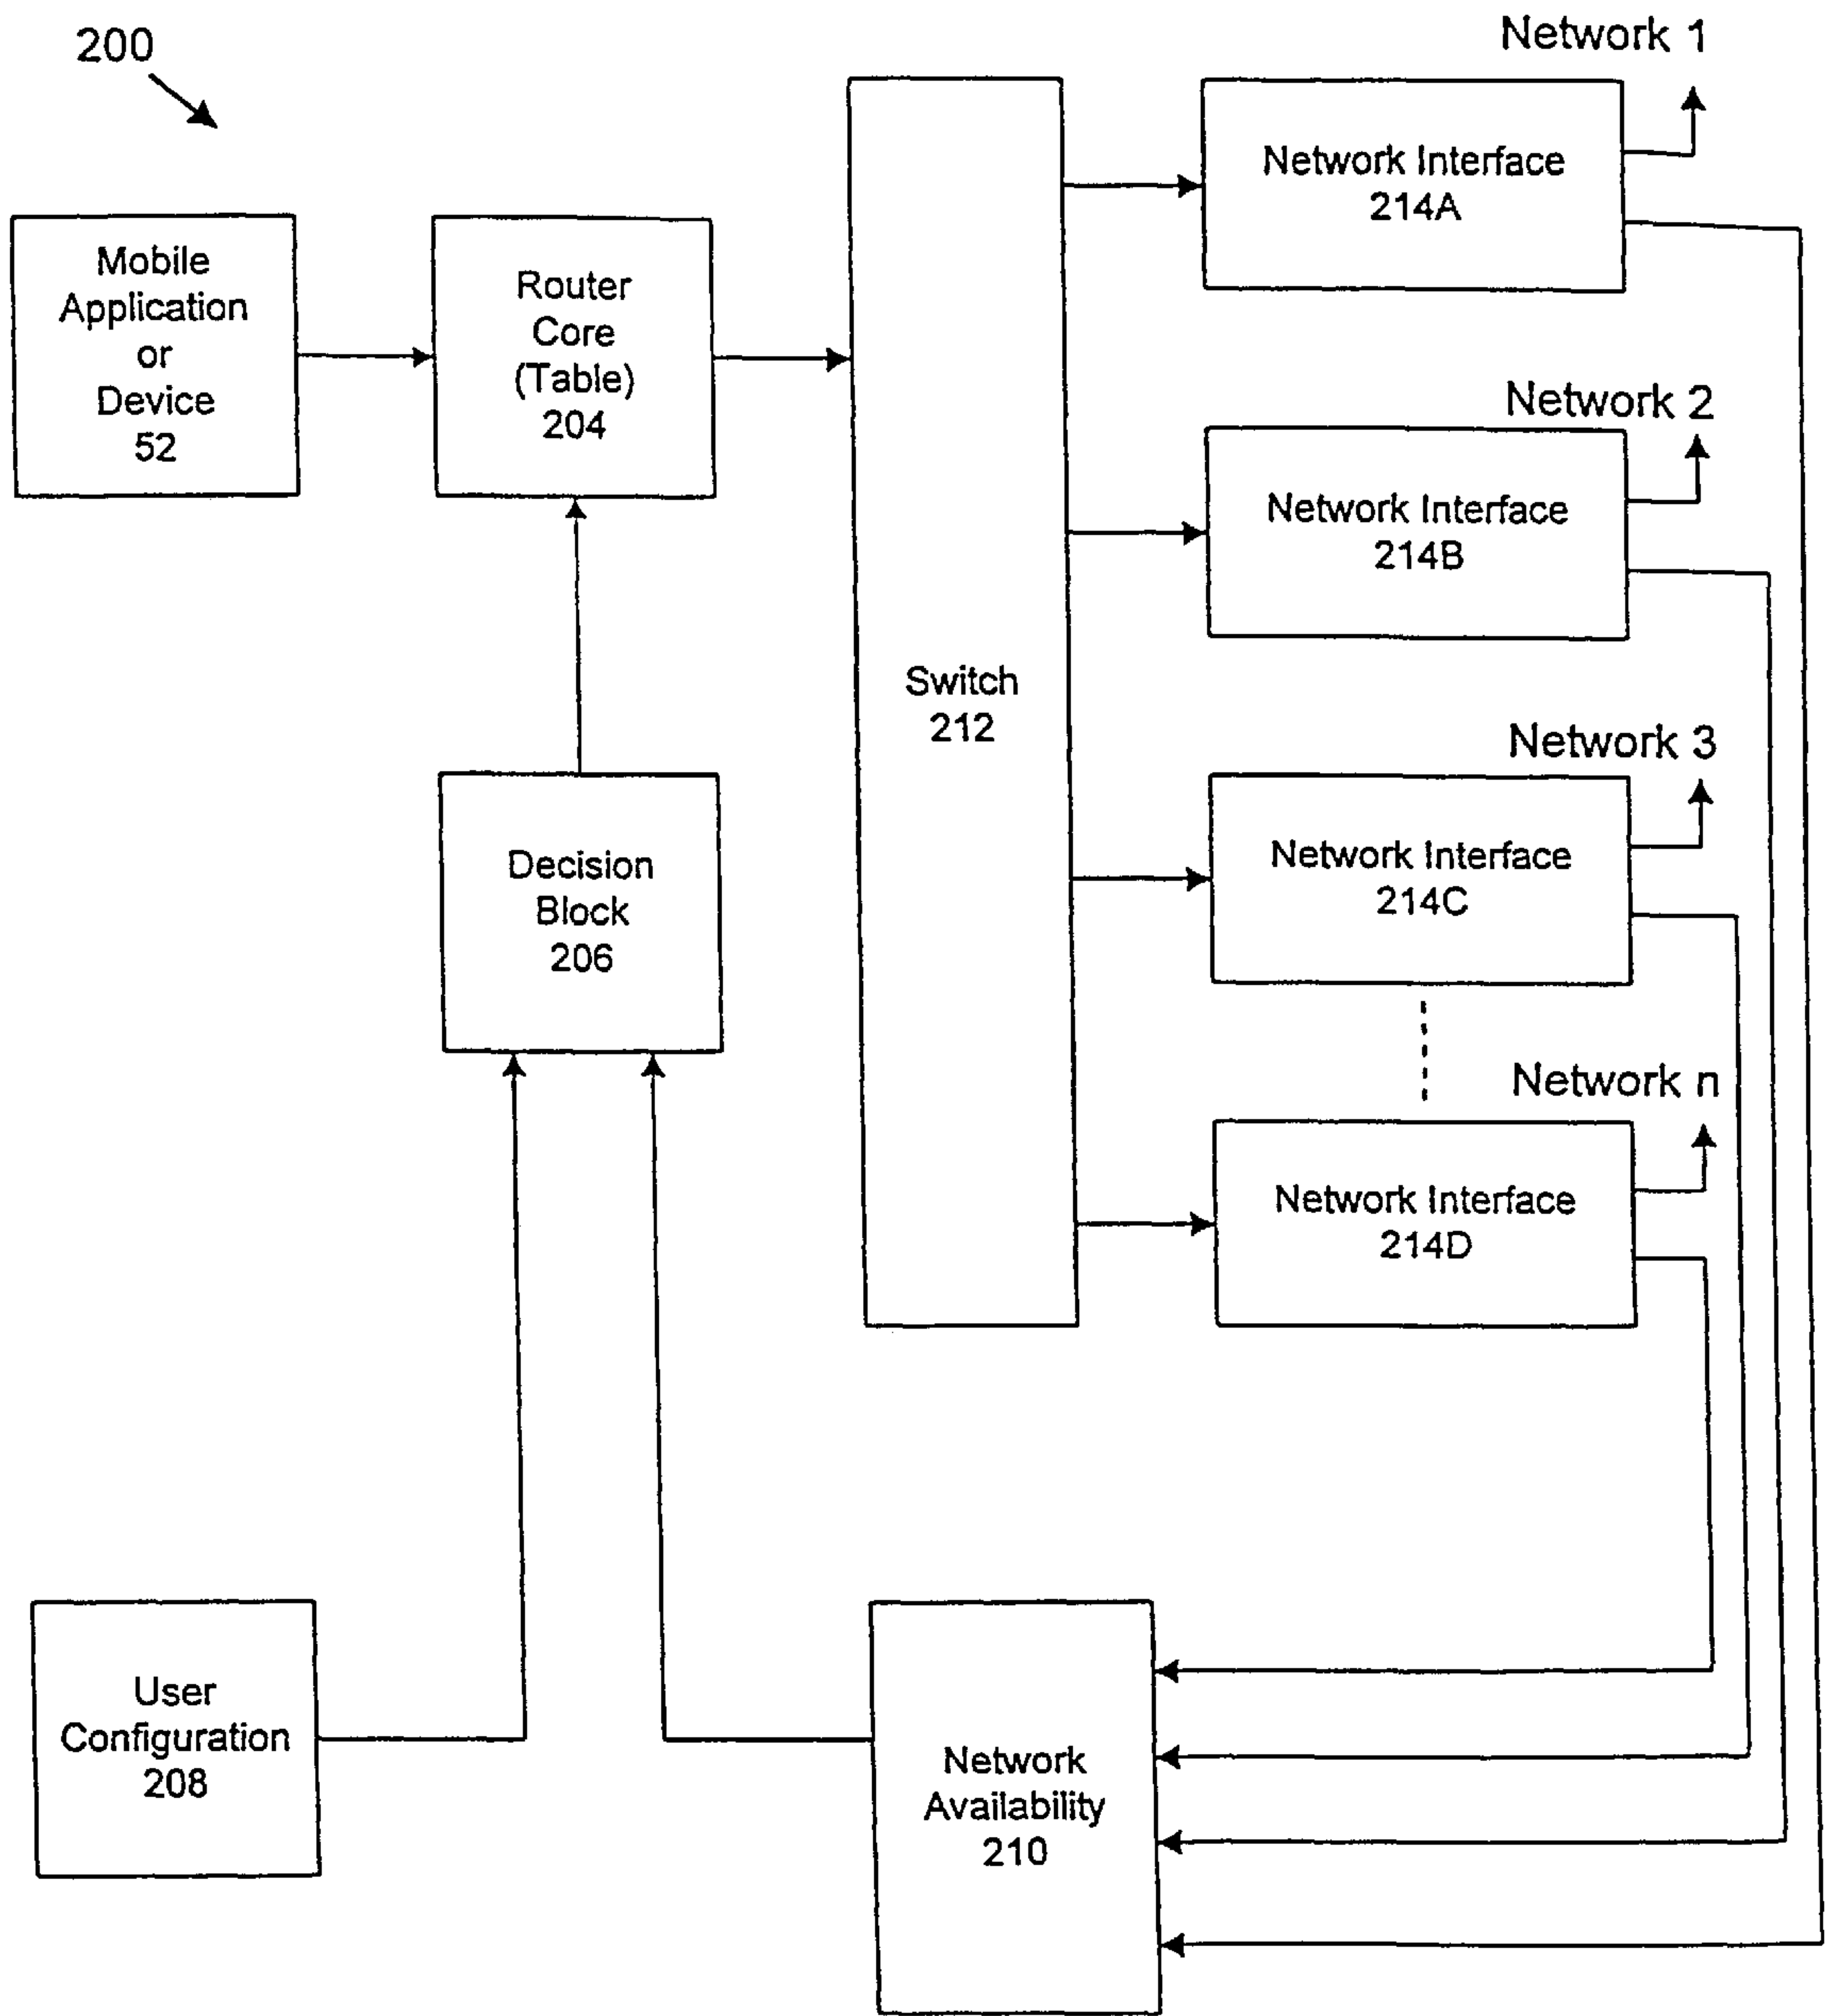 200
Network 1
Network Interface
214A
Mobile
Application
or
Device
52
Router
Core
(Table)
204
Network 2
Network Interface
214B
Switch
212
Network 3
Network Interface
214C
Decision
Block
206
Network n
Network Interface
214D
User
Configuration
208
Network
Availability
210